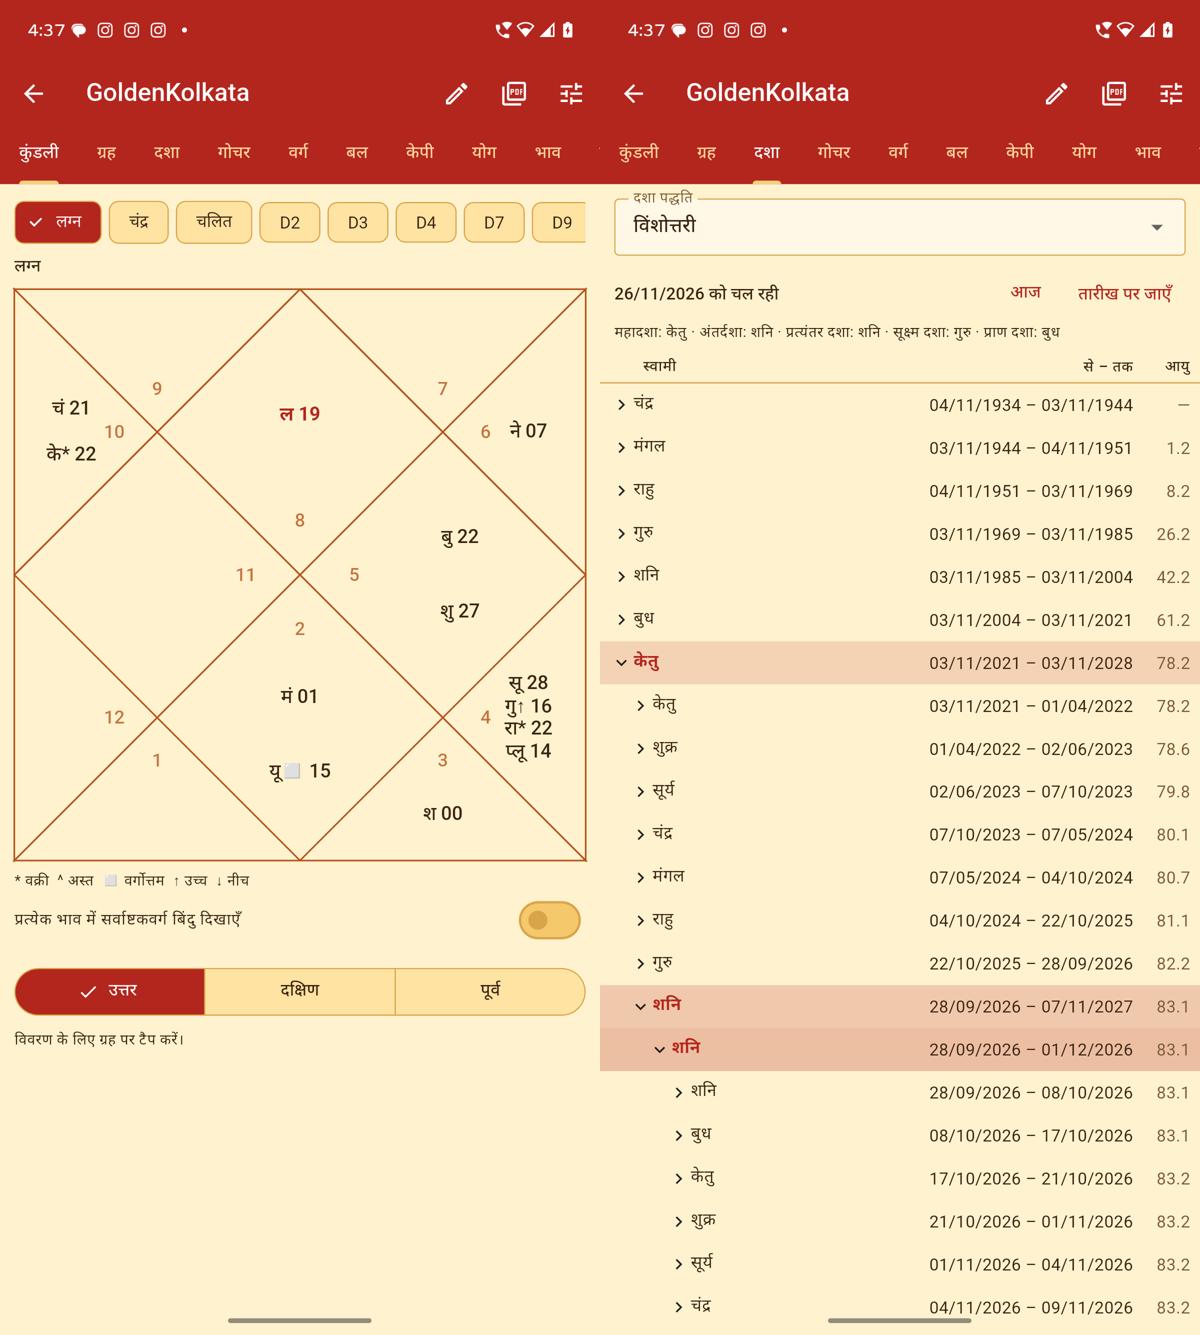 4:37
GoldenKolkata
कुंडली ग्रह दशा गोचर वर्ग बल केपी योग भाव
लग्न चंद्र चलित D2 D3 D4 D7 D9
लग्न
9
7
चं 21
ल 19
10
6 ने 07
के* 22
8
बु 22
11
5
शु 27
2
सू 28
मं 01
गु↑ 16
12
4
रा* 22
प्लू 14
1
3
यू⬜ 15
श 00
* वक्री ^ अस्त ⬜ वर्गोत्तम ↑ उच्च ↓ नीच
प्रत्येक भाव में सर्वाष्टकवर्ग बिंदु दिखाएँ
उत्तर दक्षिण पूर्व
विवरण के लिए ग्रह पर टैप करें।
4:37
GoldenKolkata
कुंडली ग्रह दशा गोचर वर्ग बल केपी योग भाव
दशा पद्धति
विंशोत्तरी
26/11/2026 को चल रही आज तारीख पर जाएँ
महादशा: केतु · अंतर्दशा: शनि · प्रत्यंतर दशा: शनि · सूक्ष्म दशा: गुरु · प्राण दशा: बुध
स्वामी से – तक आयु
चंद्र 04/11/1934 – 03/11/1944 —
मंगल 03/11/1944 – 04/11/1951 1.2
राहु 04/11/1951 – 03/11/1969 8.2
गुरु 03/11/1969 – 03/11/1985 26.2
शनि 03/11/1985 – 03/11/2004 42.2
बुध 03/11/2004 – 03/11/2021 61.2
केतु 03/11/2021 – 03/11/2028 78.2
केतु 03/11/2021 – 01/04/2022 78.2
शुक्र 01/04/2022 – 02/06/2023 78.6
सूर्य 02/06/2023 – 07/10/2023 79.8
चंद्र 07/10/2023 – 07/05/2024 80.1
मंगल 07/05/2024 – 04/10/2024 80.7
राहु 04/10/2024 – 22/10/2025 81.1
गुरु 22/10/2025 – 28/09/2026 82.2
शनि 28/09/2026 – 07/11/2027 83.1
शनि 28/09/2026 – 01/12/2026 83.1
शनि 28/09/2026 – 08/10/2026 83.1
बुध 08/10/2026 – 17/10/2026 83.1
केतु 17/10/2026 – 21/10/2026 83.2
शुक्र 21/10/2026 – 01/11/2026 83.2
सूर्य 01/11/2026 – 04/11/2026 83.2
चंद्र 04/11/2026 – 09/11/2026 83.2